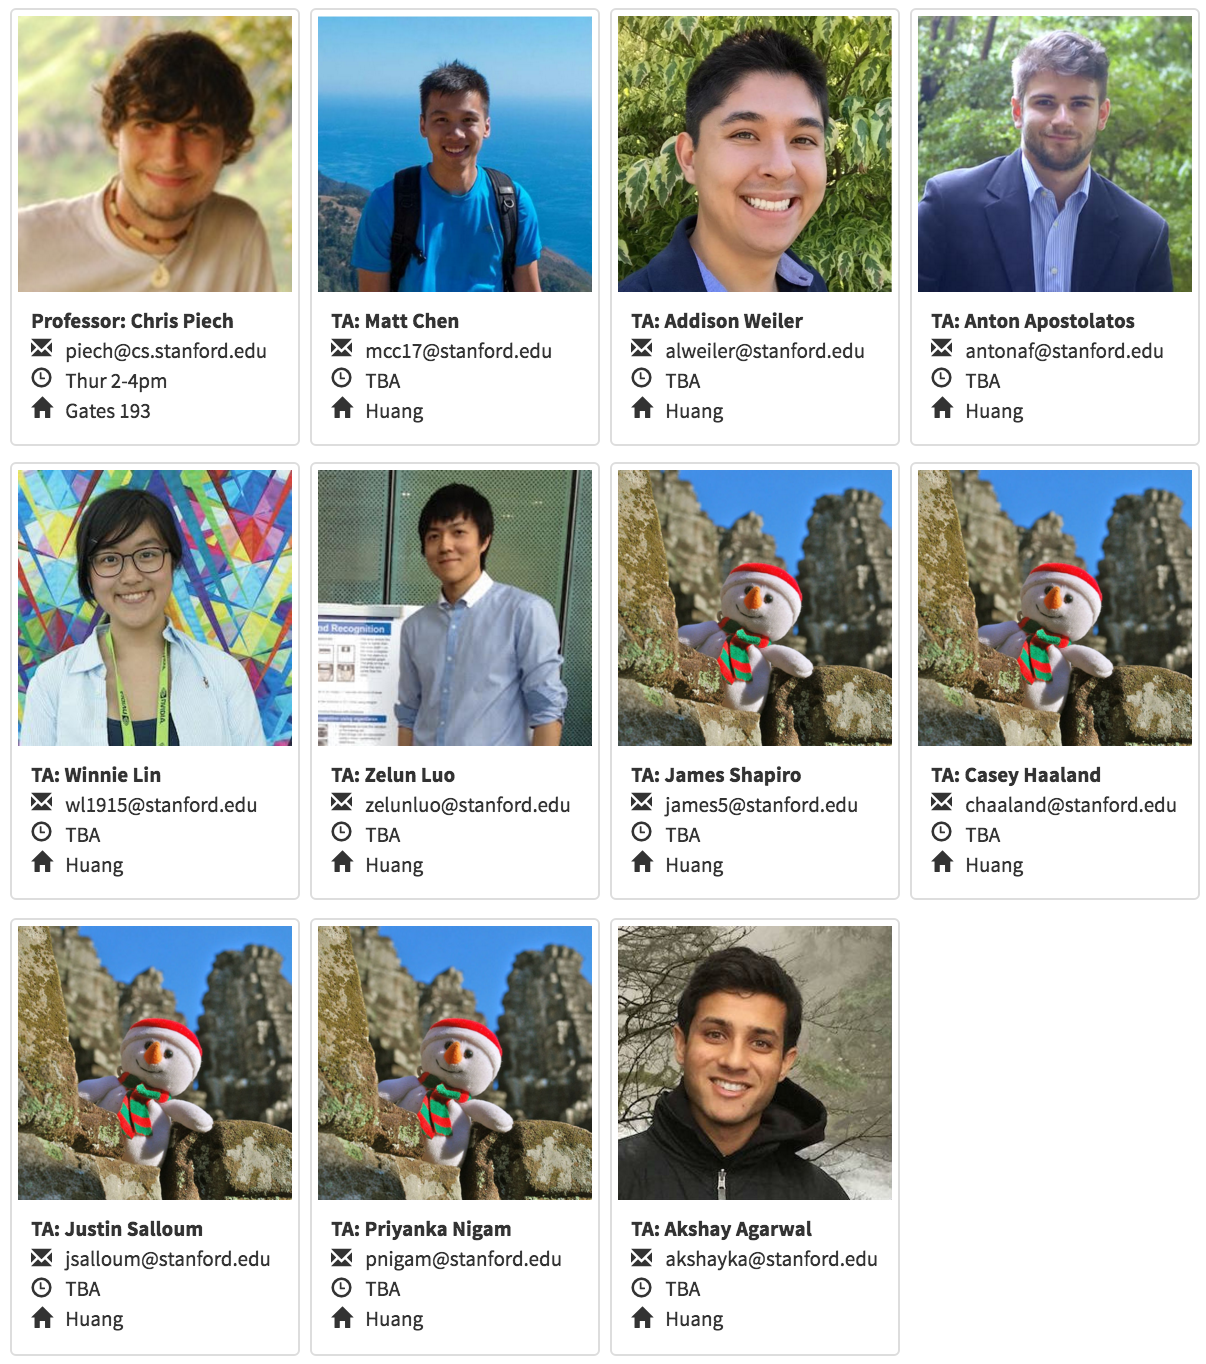 Professor: Chris Piech
piech@cs.stanford.edu
Thur 2-4pm
Gates 193
TA: Matt Chen
mcc17@stanford.edu
TBA
Huang
TA: Addison Weiler
alweiler@stanford.edu
TBA
Huang
TA: Anton Apostolatos
antonaf@stanford.edu
TBA
Huang
NVIDIA
TA: Winnie Lin
wl1915@stanford.edu
TBA
Huang
nd Recognition
TA: Zelun Luo
zelunluo@stanford.edu
TBA
Huang
TA: James Shapiro
james5@stanford.edu
TBA
Huang
TA: Casey Haaland
chaaland@stanford.edu
TBA
Huang
TA: Justin Salloum
jsalloum@stanford.edu
TBA
Huang
TA: Priyanka Nigam
pnigam@stanford.edu
TBA
Huang
TA: Akshay Agarwal
akshayka@stanford.edu
TBA
Huang